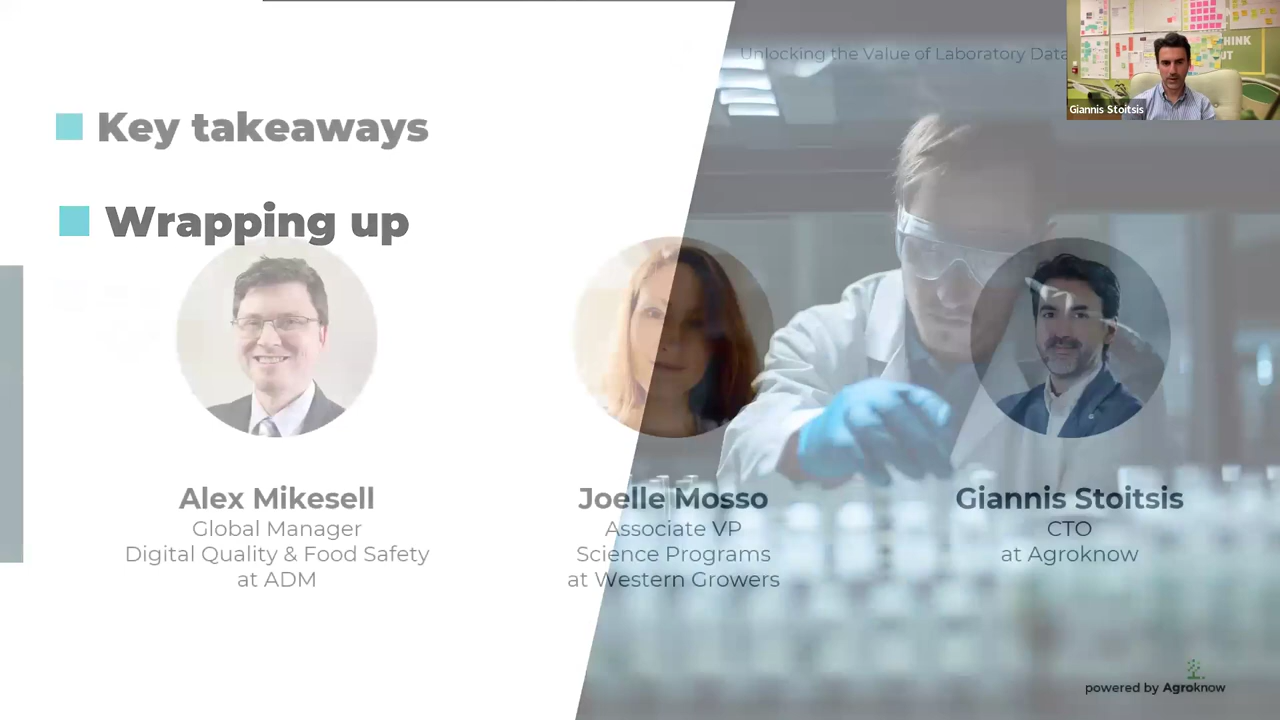 Unlocking the Value of Laboratory Data
THINK
OUT
Giannis Stoitsis
Key takeaways
Wrapping up
Alex Mikesell
Global Manager
Digital Quality & Food Safety
at ADM
Joelle Mosso
Associate VP
Science Programs
at Western Growers
Giannis Stoitsis
CTO
at Agroknow
powered by Agroknow